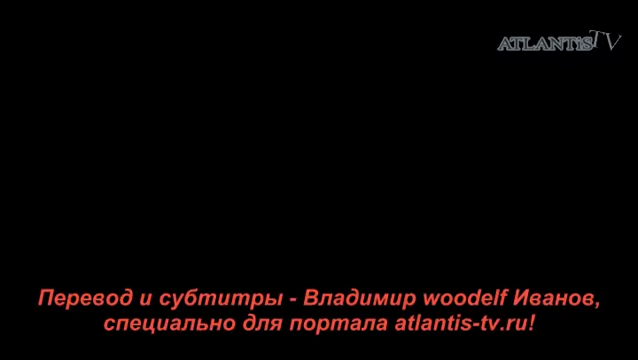 ATLANTiS TV
Перевод и субтитры - Владимир woodelf Иванов,
специально для портала atlantis-tv.ru!